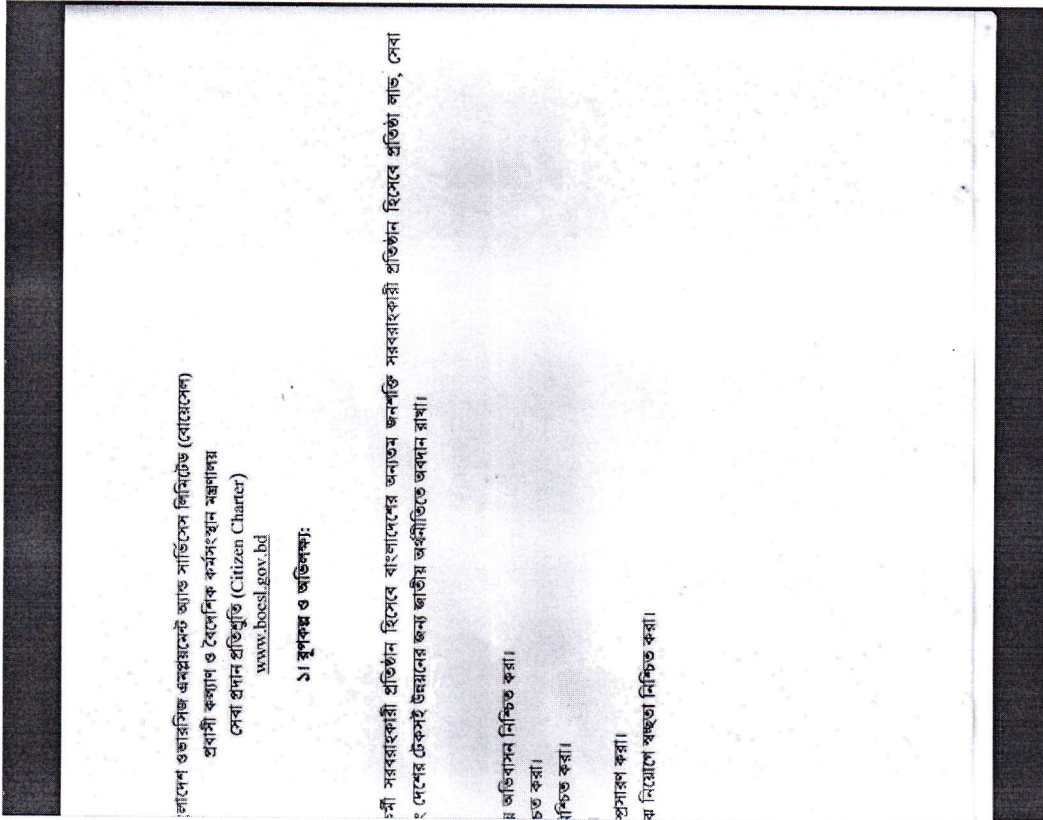 লাদেশ ওভারসিজ এমপ্লয়মেন্ট অ্যান্ড সার্ভিসেস লিমিটেড (বোয়েসেল)
প্রবাসী কল্যাণ ও বৈদেশিক কর্মসংস্থান মন্ত্রণালয়
সেবা প্রদান প্রতিশ্রুতি (Citizen Charter)
www.boesl.gov.bd
১। রূপকল্প ও অভিলক্ষ্য:
র্মী সরবরাহকারী প্রতিষ্ঠান হিসেবে বাংলাদেশের অন্যতম জনশক্তি সরবরাহকারী প্রতিষ্ঠান হিসেবে প্রতিষ্ঠা লাভ, সেবা
ং দেশের টেকসই উন্নয়নের জন্য জাতীয় অর্থনীতিতে অবদান রাখা।
অভিবাসন নিশ্চিত করা।
চিত করা।
নিশ্চিত করা।
প্রসারণ করা।
নিয়োগে স্বচ্ছতা নিশ্চিত করা।